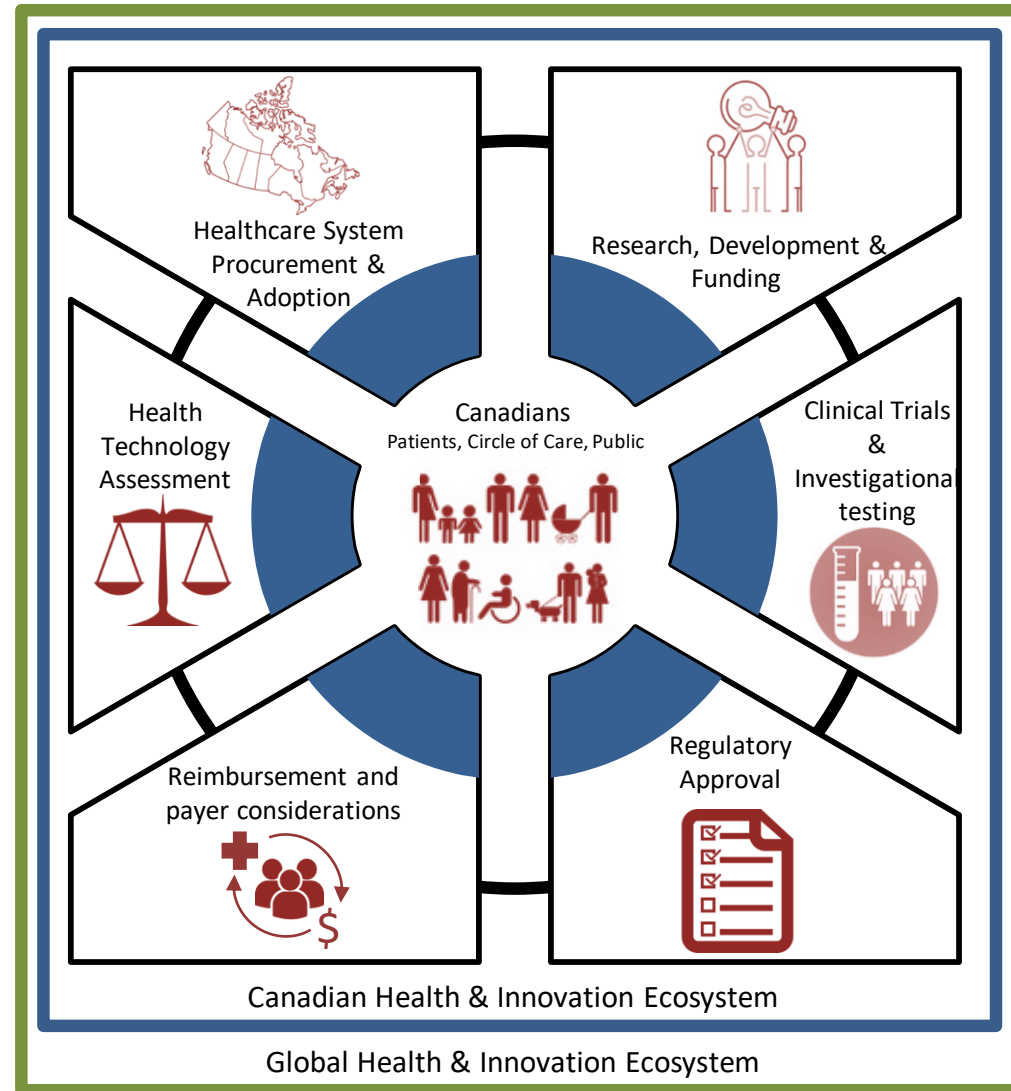 Healthcare System
Procurement &
Adoption
Research, Development &
Funding
Health
Technology
Assessment
Canadians
Patients, Circle of Care, Public
Clinical Trials
&
Investigational
testing
Reimbursement and
payer considerations
$
Regulatory
Approval
Canadian Health & Innovation Ecosystem
Global Health & Innovation Ecosystem